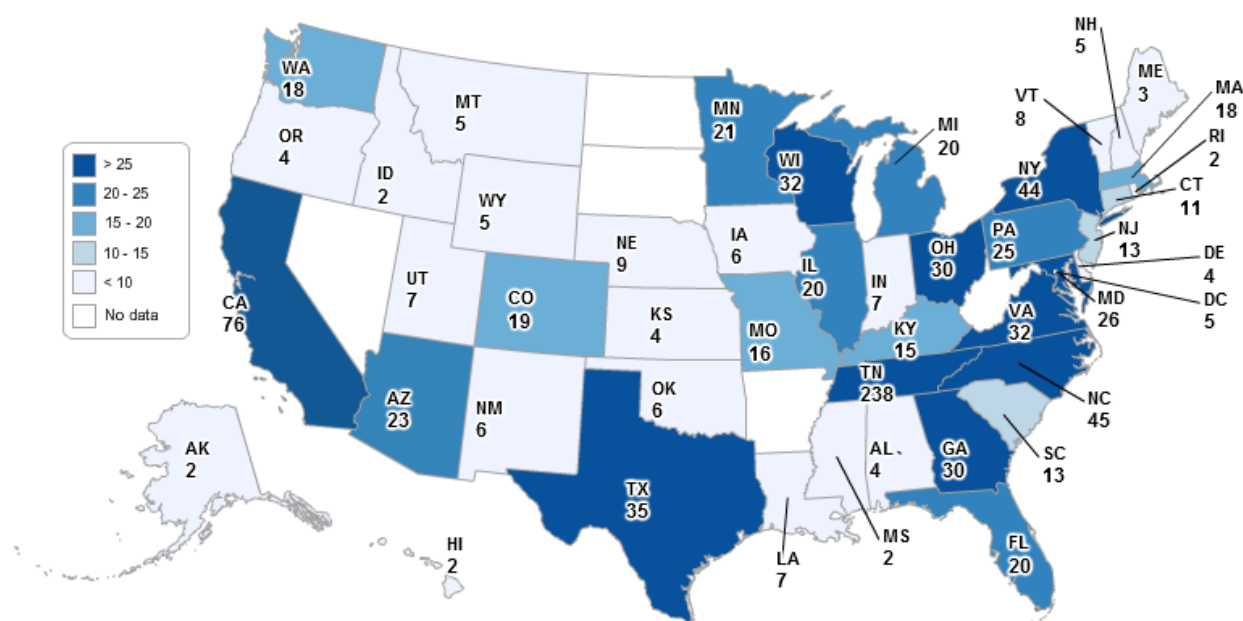 > 25
20 - 25
15 - 20
10 - 15
< 10
No data
WA
18
OR
4
CA
76
ID
2
MT
5
WY
5
UT
7
AZ
23
CO
19
NM
6
NE
9
KS
4
OK
6
TX
35
MN
21
IA
6
MO
16
WI
32
IL
20
MI
20
IN
7
OH
30
KY
15
TN
238
LA
7
MS
2
AL
4
GA
30
FL
20
SC
13
NC
45
VA
32
PA
25
NY
44
VT
8
NH
5
ME
3
MA
18
RI
2
CT
11
NJ
13
DE
4
MD
26
DC
5
AK
2
HI
2